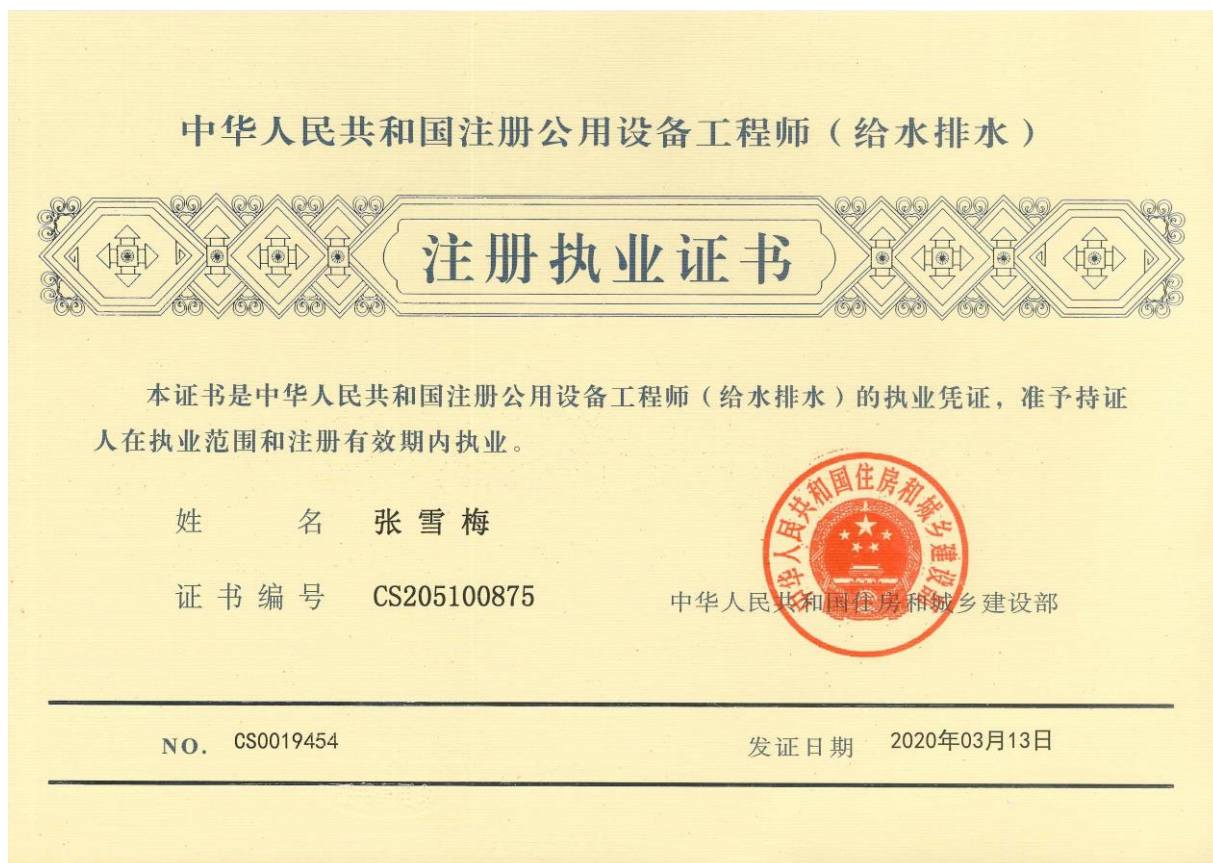 中华人民共和国注册公用设备工程师（给水排水）
注册执业证书
本证书是中华人民共和国注册公用设备工程师（给水排水）的执业凭证，准予持证
人在执业范围和注册有效期内执业。
姓 名 张雪梅
证书编号 CS205100875
中华人民共和国住房和城乡建设部
中华人民共和国住房和城乡建设部
NO. CS0019454
发证日期 2020年03月13日